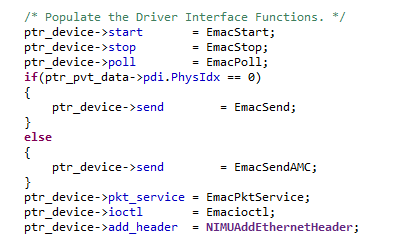 /* Populate the Driver Interface Functions. */
ptr_device->start       = EmacStart;
ptr_device->stop        = EmacStop;
ptr_device->poll        = EmacPoll;
if(ptr_pvt_data->pdi.PhysIdx == 0)
{
    ptr_device->send        = EmacSend;
}
else
{
    ptr_device->send        = EmacSendAMC;
}
ptr_device->pkt_service = EmacPktService;
ptr_device->ioctl       = Emacioctl;
ptr_device->add_header  = NIMUAddEthernetHeader;